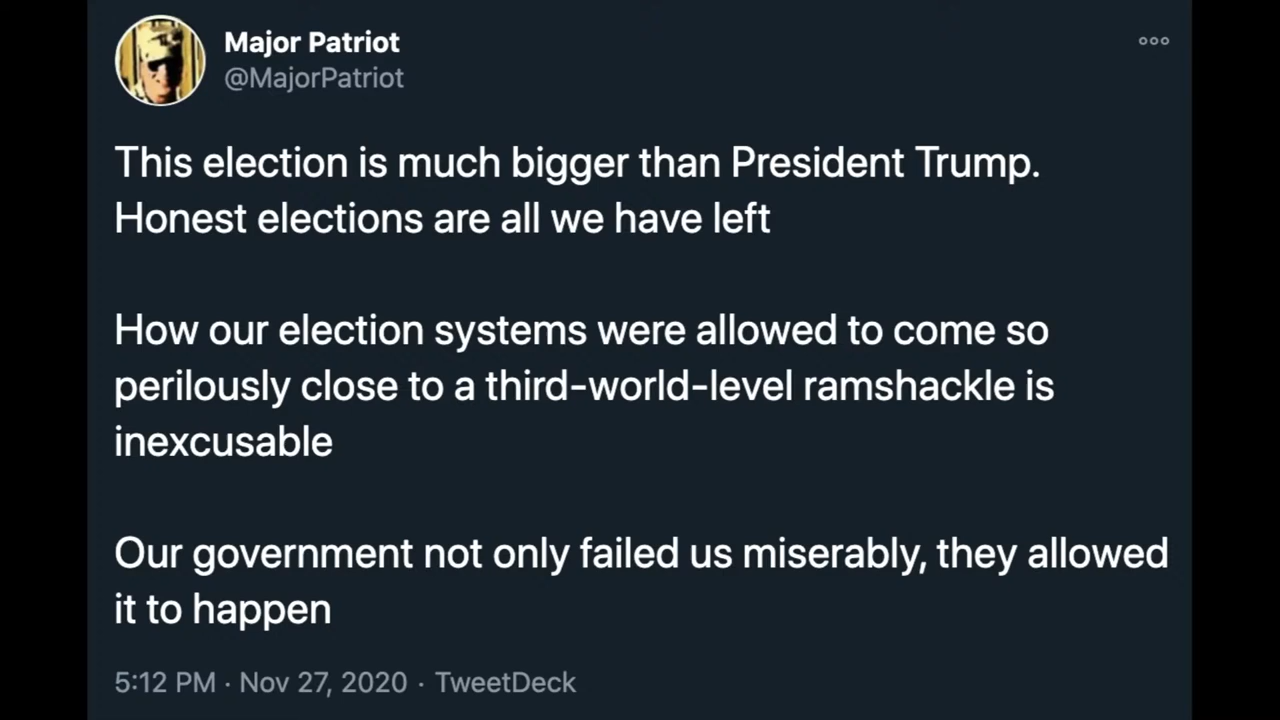 Major Patriot
@MajorPatriot
This election is much bigger than President Trump.
Honest elections are all we have left
How our election systems were allowed to come so
perilously close to a third-world-level ramshackle is
inexcusable
Our government not only failed us miserably, they allowed
it to happen
5:12 PM · Nov 27, 2020 · TweetDeck